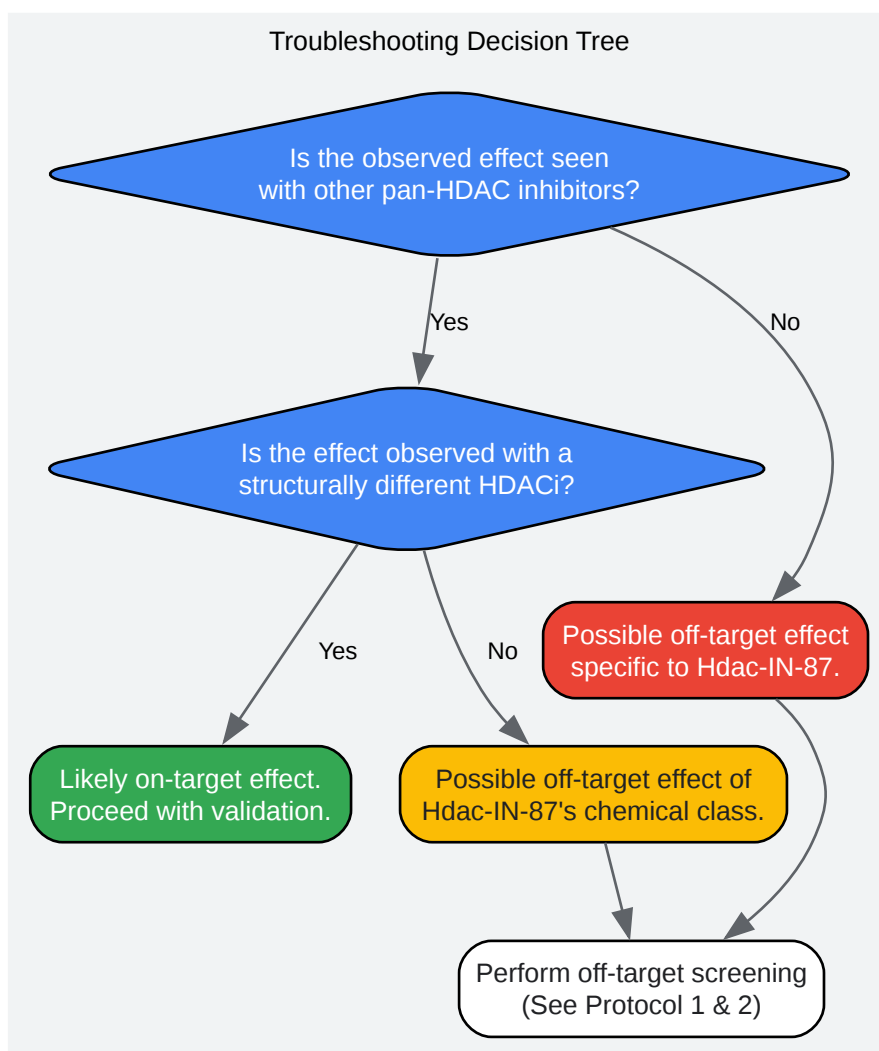 Troubleshooting Decision Tree
Is the observed effect seen
with other pan-HDAC inhibitors?
Yes
No
Is the effect observed with a
structurally different HDACi?
Yes
No
Possible off-target effect
specific to Hdac-IN-87.
Likely on-target effect.
Proceed with validation.
Possible off-target effect of
Hdac-IN-87's chemical class.
Perform off-target screening
(See Protocol 1 & 2)